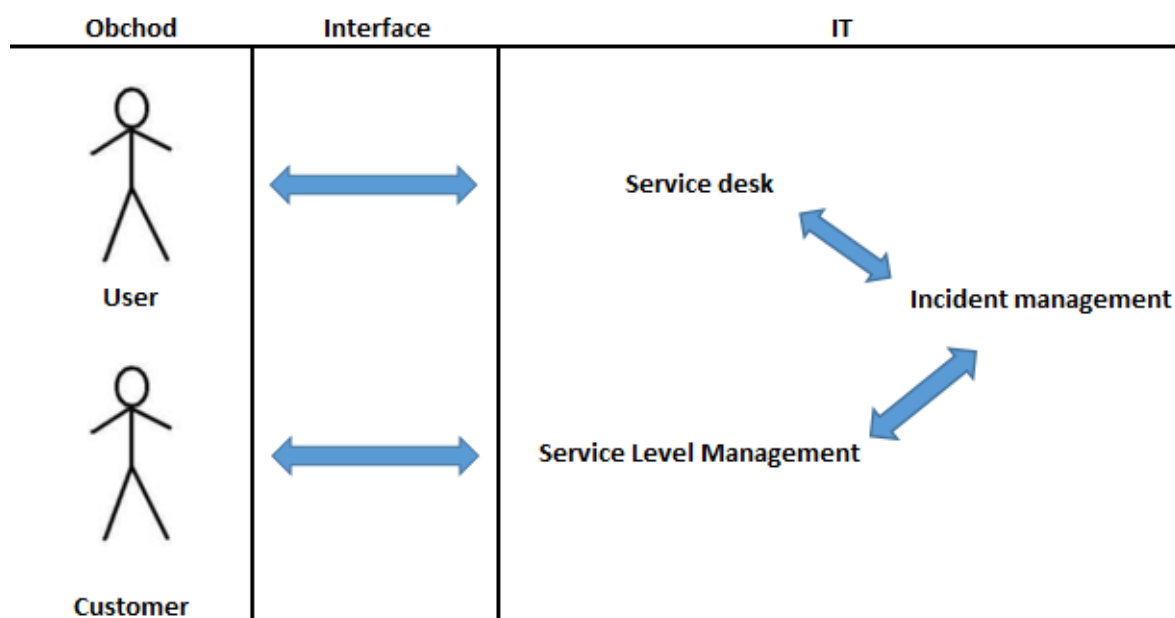 Obchod
Interface
IT
Service desk
User
Incident management
Service Level Management
Customer